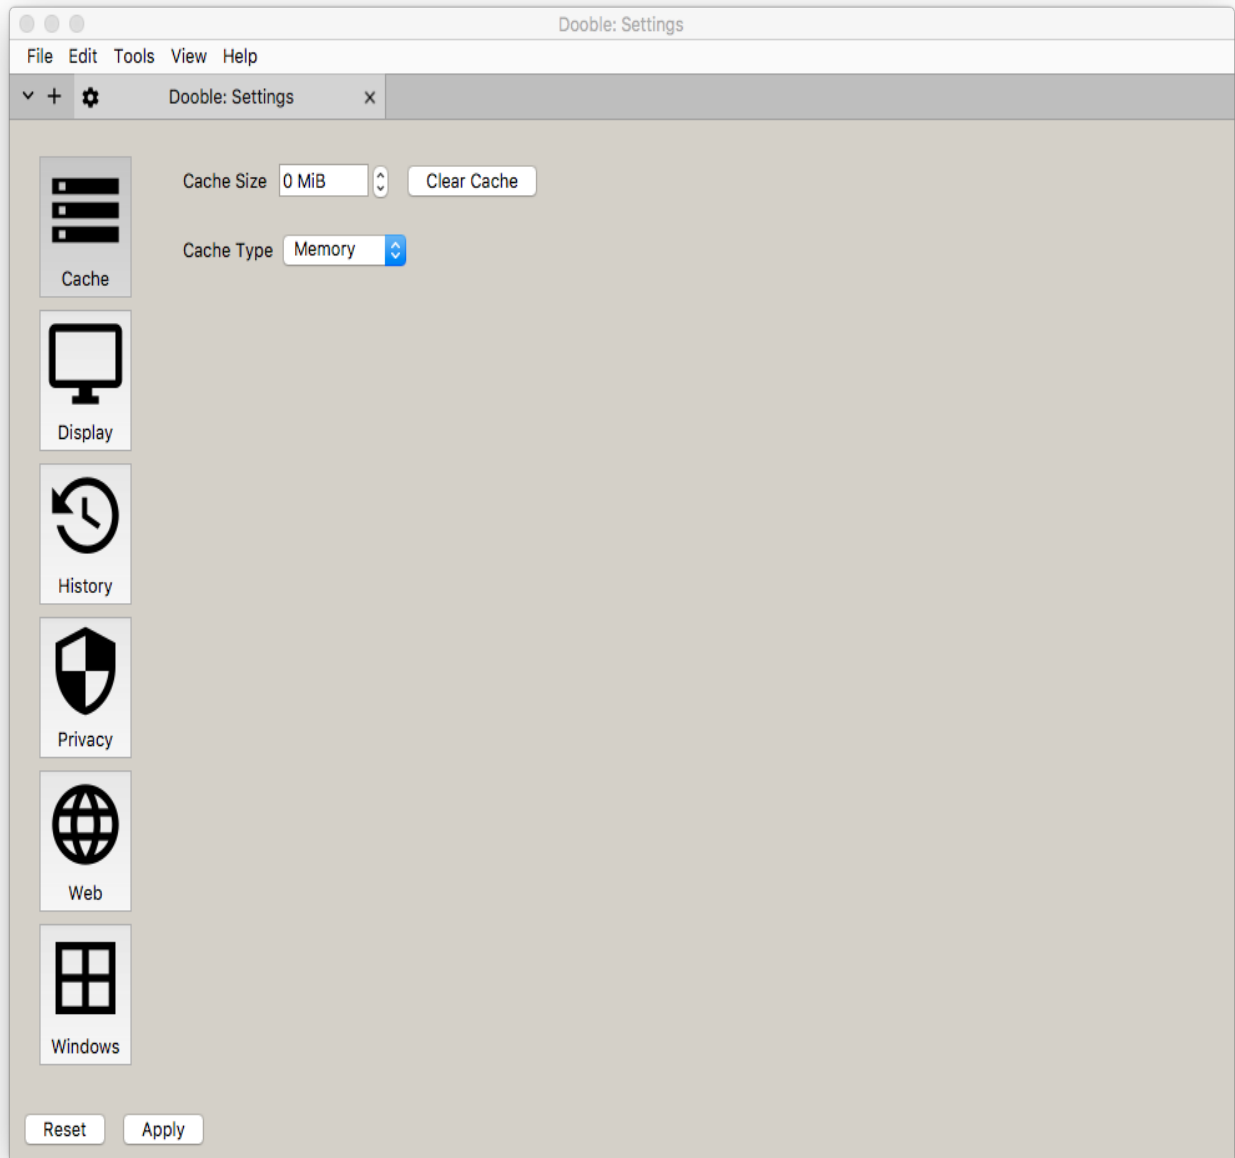 Dooble: Settings
File Edit Tools View Help
Dooble: Settings
Cache Size 0 MiB Clear Cache
Cache Type Memory
Cache
Display
History
Privacy
Web
Windows
Reset Apply